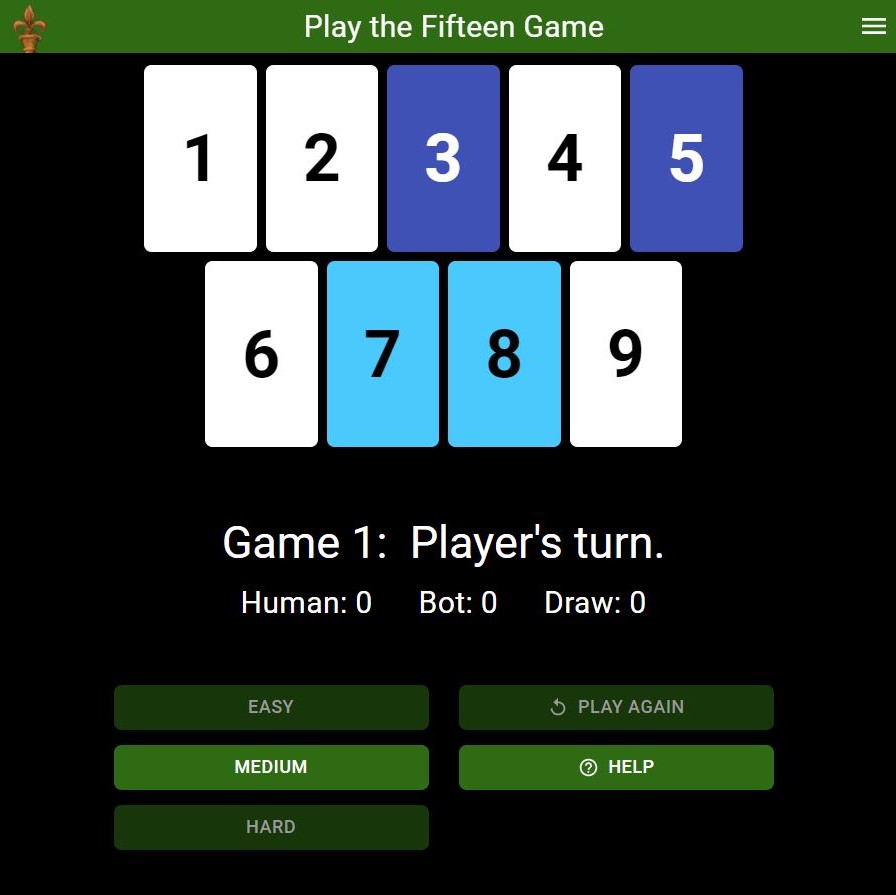 Play the Fifteen Game
1 2 3 4 5
6 7 8 9
Game 1: Player's turn.
Human: 0 Bot: 0 Draw: 0
EASY PLAY AGAIN
MEDIUM HELP
HARD